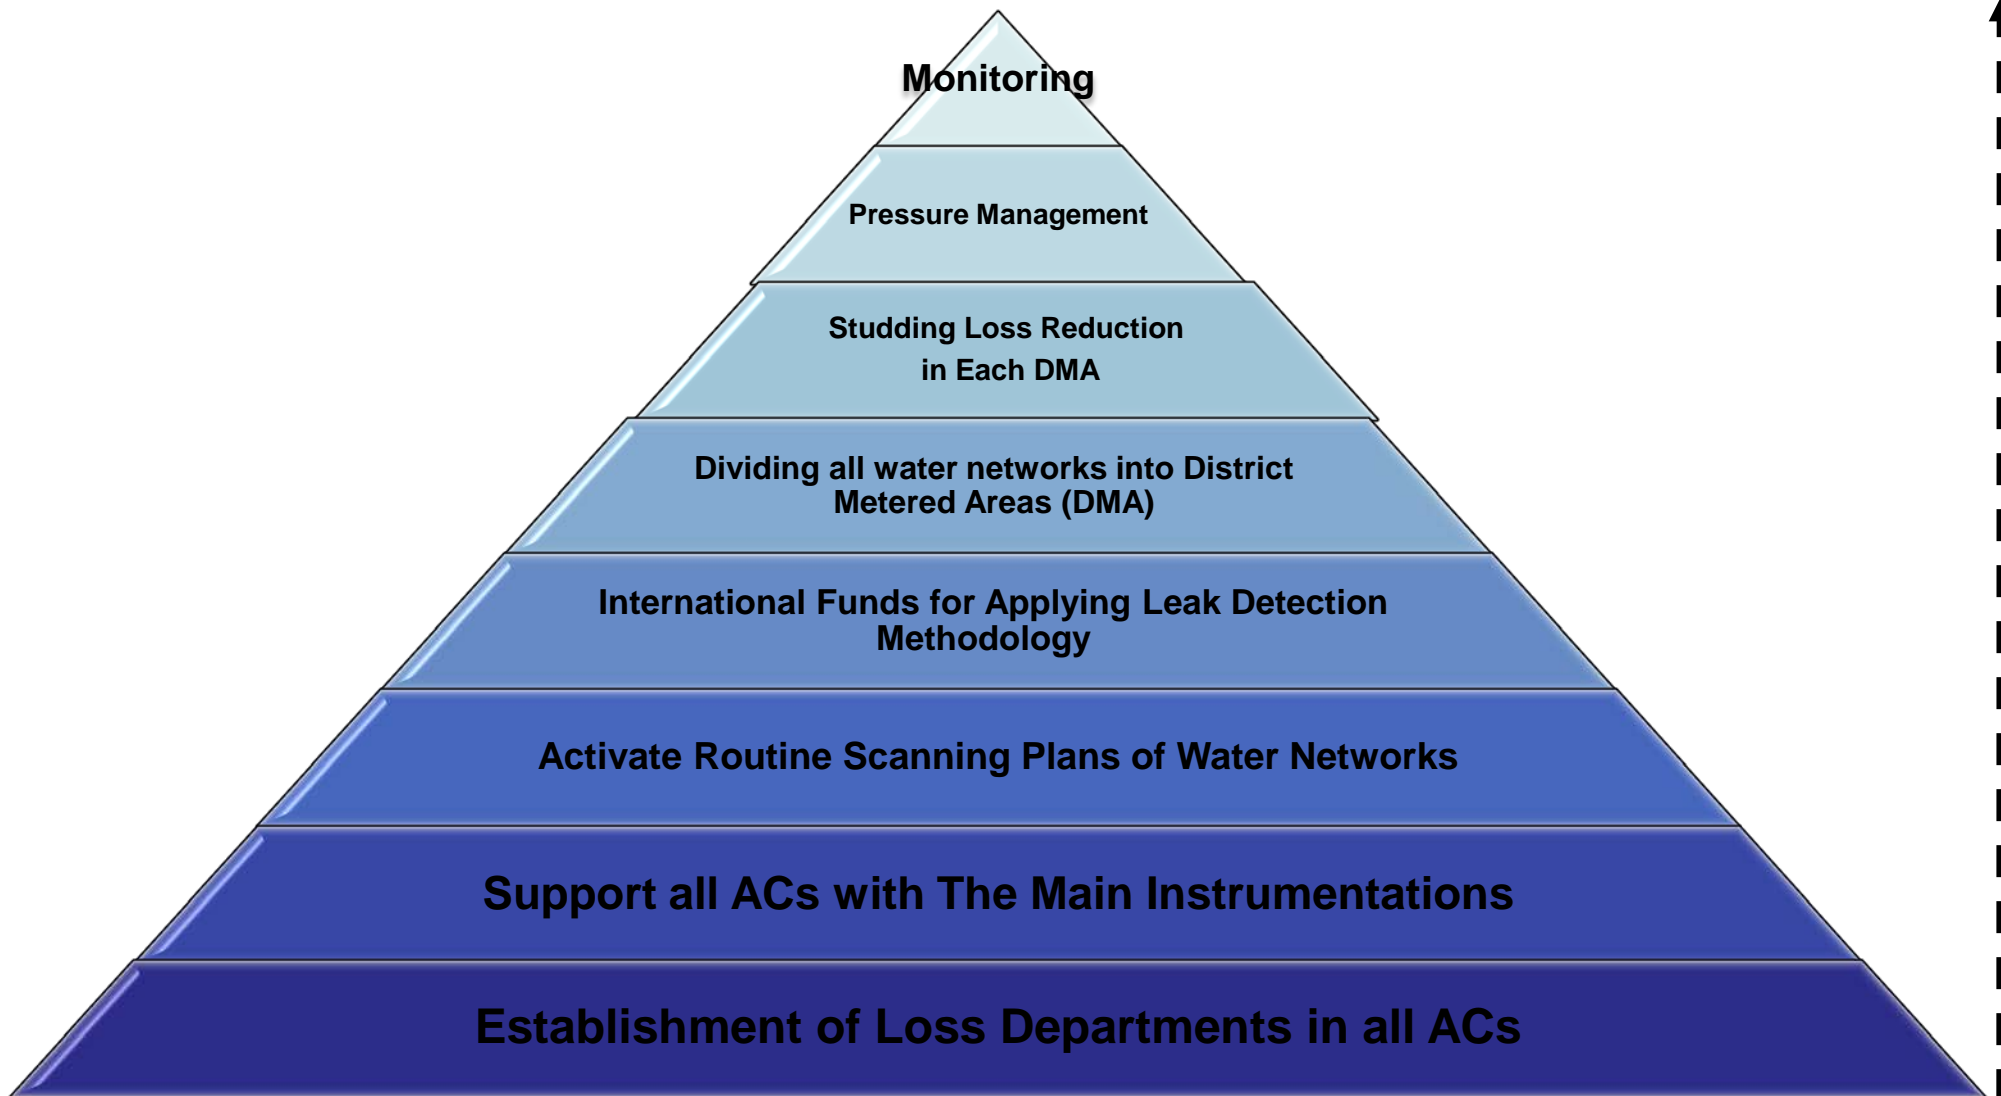 Monitoring
Pressure Management
Studding Loss Reduction
in Each DMA
Dividing all water networks into District
Metered Areas (DMA)
International Funds for Applying Leak Detection
Methodology
Activate Routine Scanning Plans of Water Networks
Support all ACs with The Main Instrumentations
Establishment of Loss Departments in all ACs